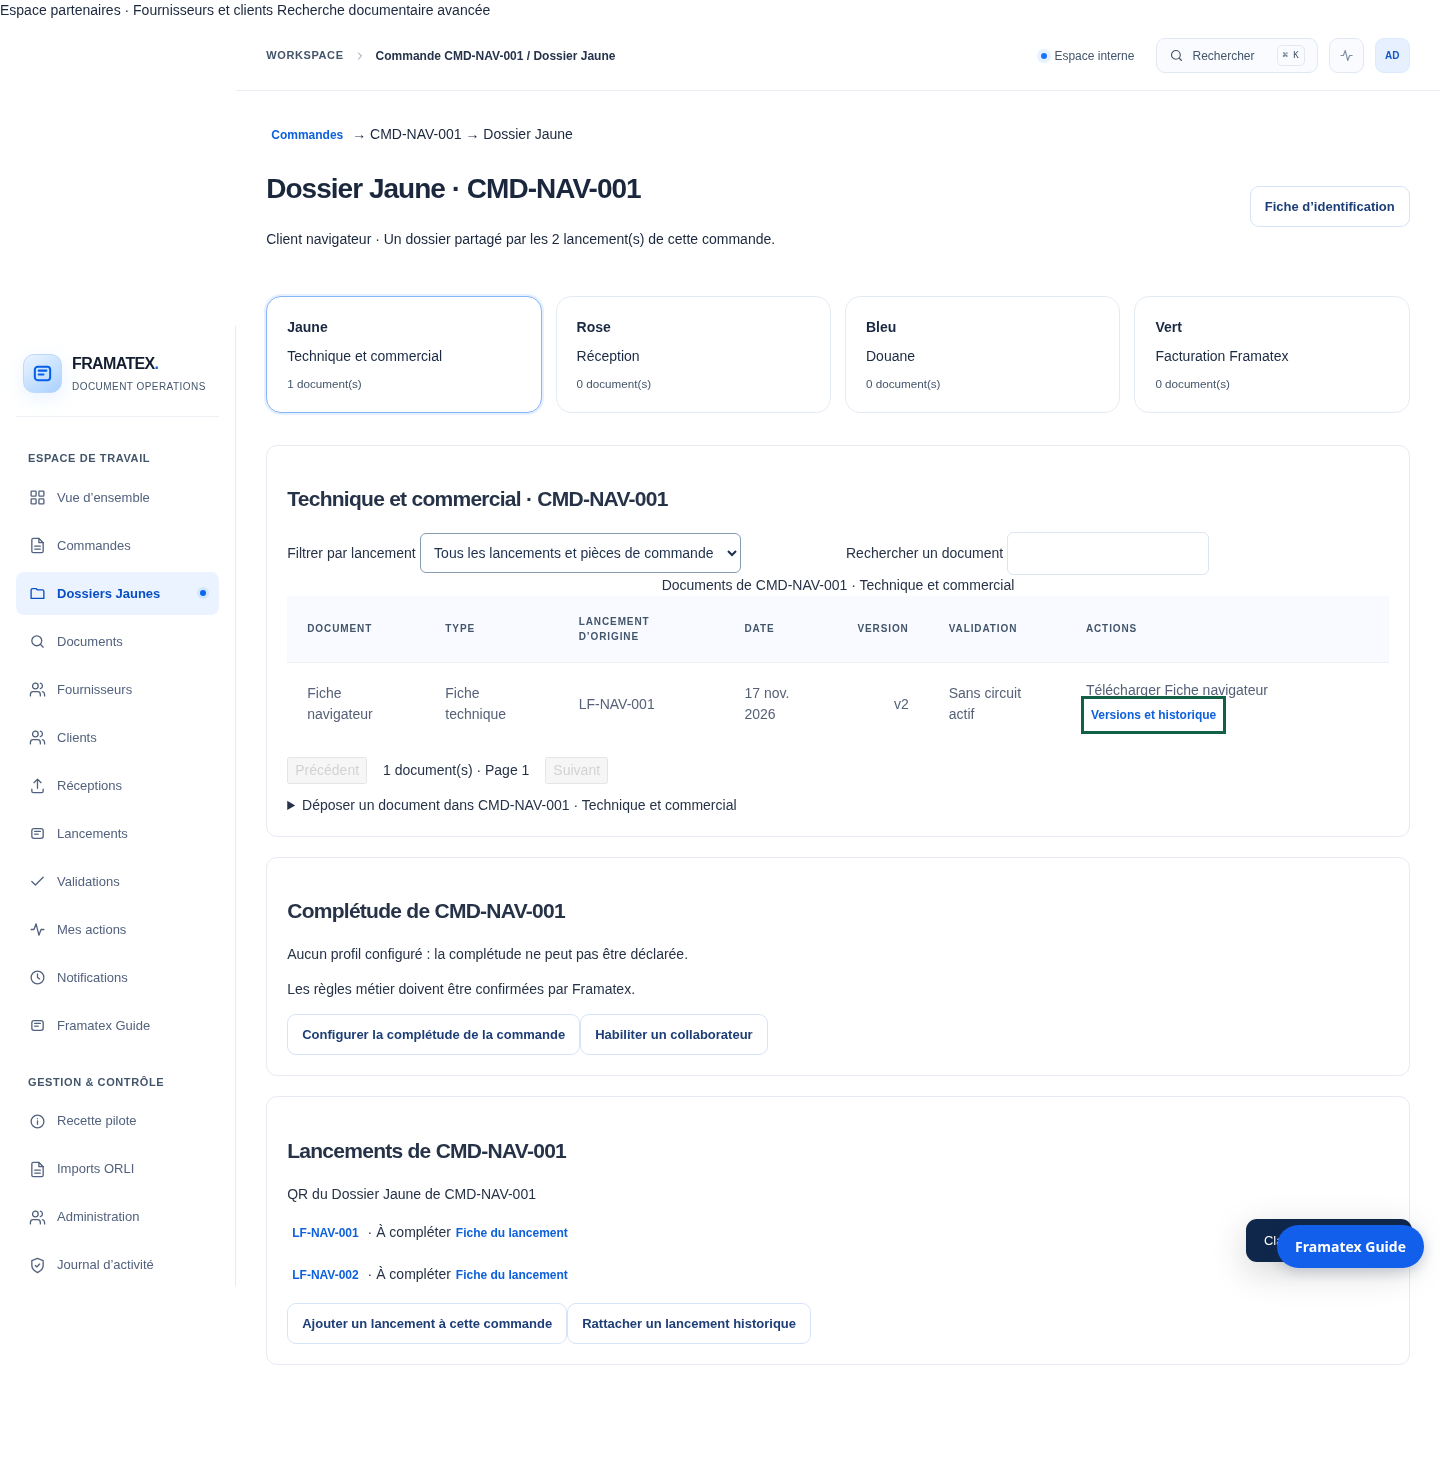 Espace partenaires · Fournisseurs et clients Recherche documentaire avancée
WORKSPACE > Commande CMD-NAV-001 / Dossier Jaune
Espace interne
Rechercher ⌘ K
AD
Commandes → CMD-NAV-001 → Dossier Jaune
Dossier Jaune · CMD-NAV-001
Fiche d’identification
Client navigateur · Un dossier partagé par les 2 lancement(s) de cette commande.
Jaune
Technique et commercial
1 document(s)
Rose
Réception
0 document(s)
Bleu
Douane
0 document(s)
Vert
Facturation Framatex
0 document(s)
FRAMATEX.
DOCUMENT OPERATIONS
ESPACE DE TRAVAIL
Vue d’ensemble
Commandes
Dossiers Jaunes
Documents
Fournisseurs
Clients
Réceptions
Lancements
Validations
Mes actions
Notifications
Framatex Guide
GESTION & CONTRÔLE
Recette pilote
Imports ORLI
Administration
Journal d’activité
Technique et commercial · CMD-NAV-001
Filtrer par lancement Tous les lancements et pièces de commande
Rechercher un document
Documents de CMD-NAV-001 · Technique et commercial
DOCUMENT TYPE LANCEMENT D’ORIGINE DATE VERSION VALIDATION ACTIONS
Fiche navigateur
Fiche technique
LF-NAV-001
17 nov. 2026
v2
Sans circuit actif
Télécharger Fiche navigateur
Versions et historique
Précédent 1 document(s) · Page 1 Suivant
Déposer un document dans CMD-NAV-001 · Technique et commercial
Complétude de CMD-NAV-001
Aucun profil configuré : la complétude ne peut pas être déclarée.
Les règles métier doivent être confirmées par Framatex.
Configurer la complétude de la commande
Habiliter un collaborateur
Lancements de CMD-NAV-001
QR du Dossier Jaune de CMD-NAV-001
LF-NAV-001 · À compléter Fiche du lancement
LF-NAV-002 · À compléter Fiche du lancement
Ajouter un lancement à cette commande
Rattacher un lancement historique
Framatex Guide